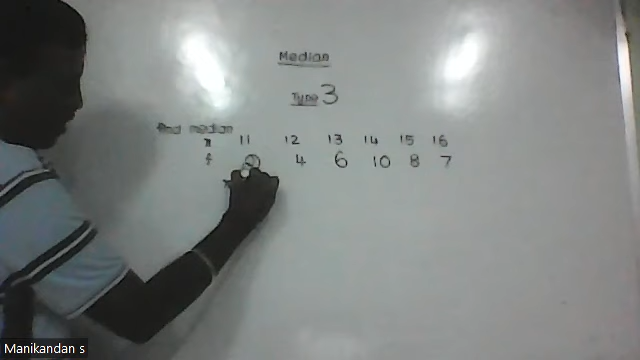 Median
Type 3
find median
x 11 12 13 14 15 16
f 4 6 10 8 7
Manikandan s